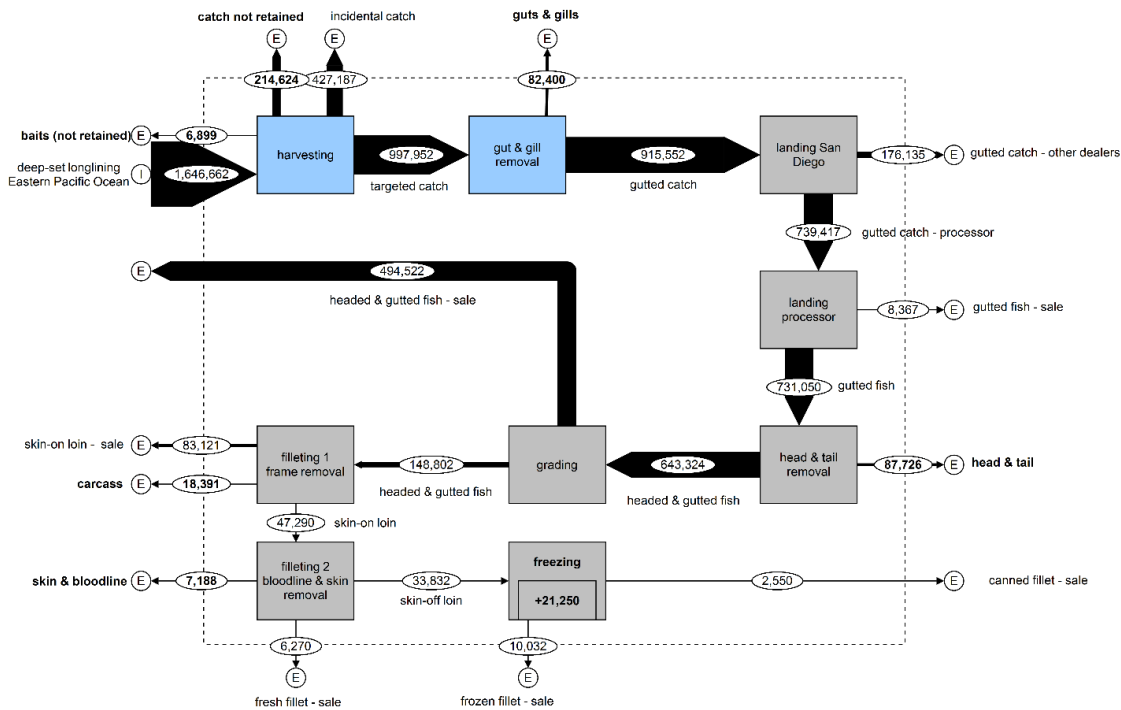 catch not retained
incidental catch
guts & gills
E
E
E
214,624
427,187
82,400
baits (not retained)
E
6,899
deep-set longlining
Eastern Pacific Ocean
I
1,646,662
harvesting
997,952
targeted catch
gut & gill
removal
915,552
gutted catch
landing San
Diego
176,135
E
gutted catch - other dealers
739,417
gutted catch - processor
E
494,522
headed & gutted fish - sale
landing
processor
8,367
E
gutted fish - sale
731,050
gutted fish
skin-on loin - sale
E
83,121
carcass
E
18,391
filleting 1
frame removal
148,802
headed & gutted fish
grading
643,324
headed & gutted fish
head & tail
removal
87,726
E
head & tail
47,290
skin-on loin
skin & bloodline
E
7,188
filleting 2
bloodline & skin
removal
33,832
skin-off loin
freezing
+21,250
2,550
E
canned fillet - sale
6,270
10,032
E
E
fresh fillet - sale
frozen fillet - sale